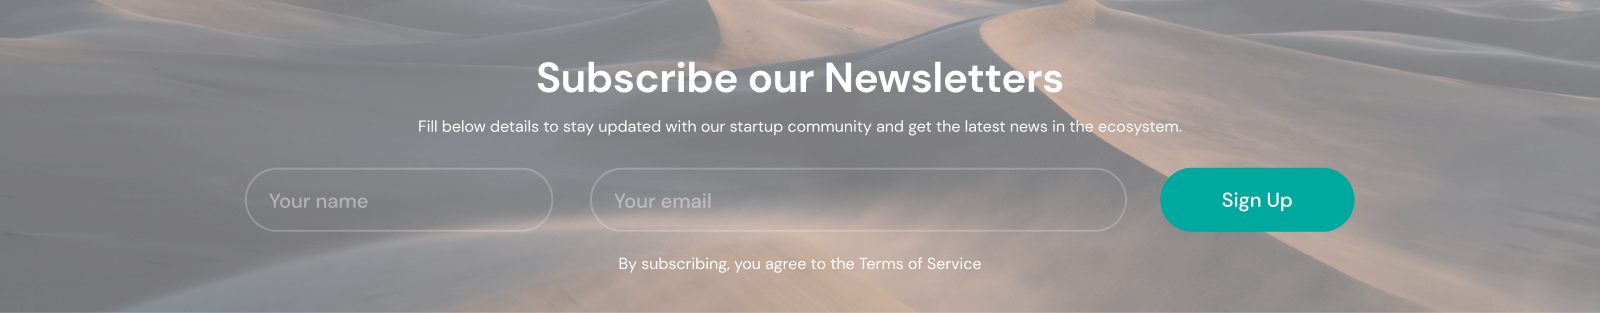 Subscribe our Newsletters
Fill below details to stay updated with our startup community and get the latest news in the ecosystem.
Your name
Your email
Sign Up
By subscribing, you agree to the Terms of Service